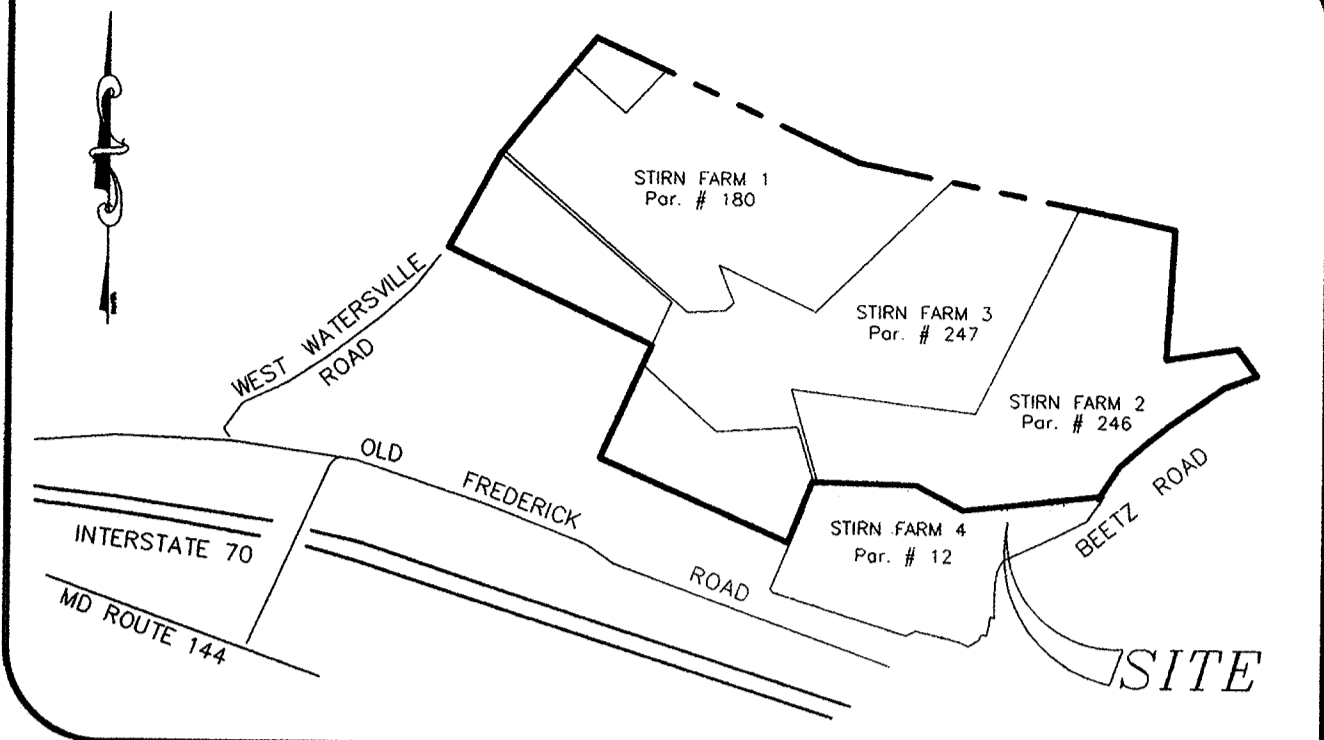 STIRN FARM 1
Par. # 180
WEST WATERSVILLE
ROAD
STIRN FARM 3
Par. # 247
STIRN FARM 2
Par. # 246
OLD
FREDERICK
ROAD
BEETZ ROAD
STIRN FARM 4
Par. # 12
INTERSTATE 70
MD ROUTE 144
SITE